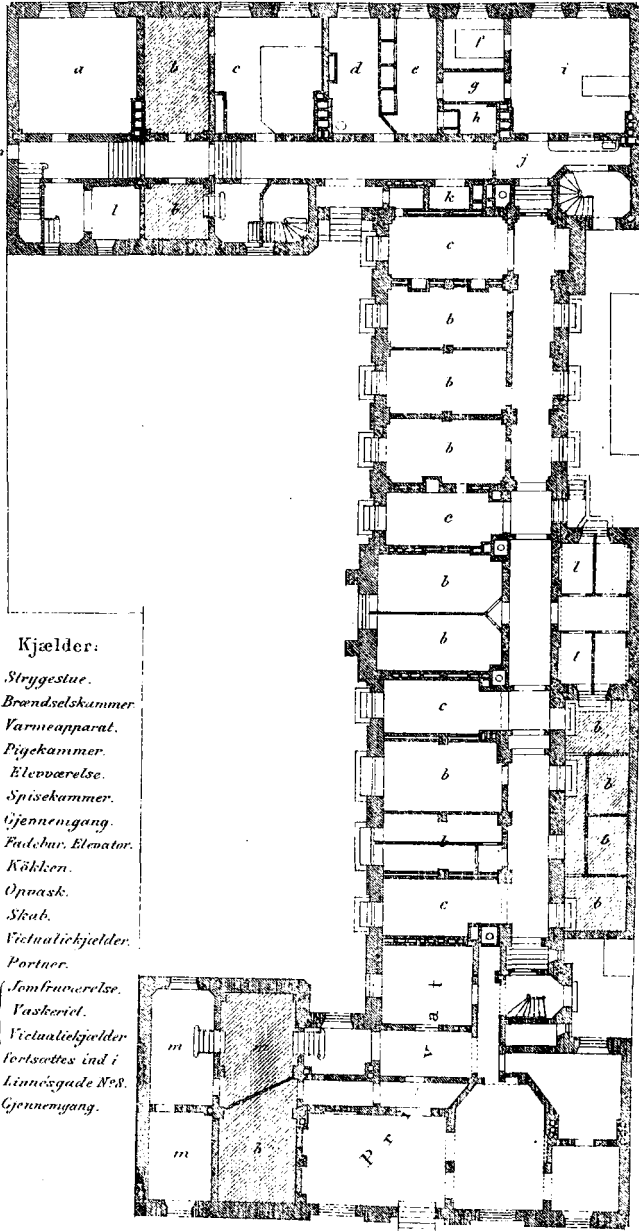 a b c d e f g h i j
k l b
c
b
b
b
c
b
b
l
l
c
b
b
b
b
b
b
c
Kjælder:
Strygestue.
Brændselskammer.
Varmeapparat.
Pigekammer.
Elevværelse.
Spisekammer.
Gjennemgang.
Fadebur. Elevator.
Kökken.
Opvask.
Skab.
Victualiekjælder.
Portner.
Jomfruværelse.
Vaskeriet.
Victualiekjælder
fortsættes ind i
Linnésgade No 8.
Gjennemgang.
m m
m b
Privat